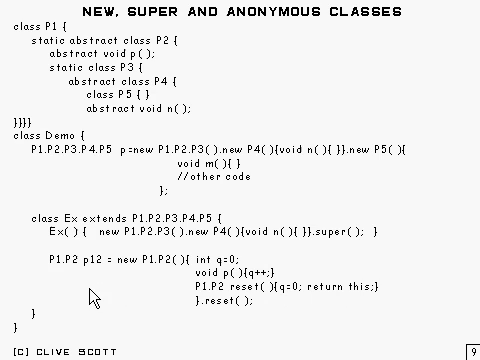 NEW, SUPER AND ANONYMOUS CLASSES
class P1 {
static abstract class P2 {
abstract void p( );
static class P3 {
abstract class P4 {
class P5 { }
abstract void n( );
}}}}
class Demo {
P1.P2.P3.P4.P5 p=new P1.P2.P3( ).new P4( ){void n( ){ }}.new P5( ){
void m( ){ }
//other code
};
class Ex extends P1.P2.P3.P4.P5 {
Ex( ) { new P1.P2.P3( ).new P4( ){void n( ){ }}.super( ); }
P1.P2 p12 = new P1.P2( ){ int q=0;
void p( ){q++;}
P1.P2 reset( ){q=0; return this;}
}.reset( );
}
}
(C) CLIVE SCOTT
9